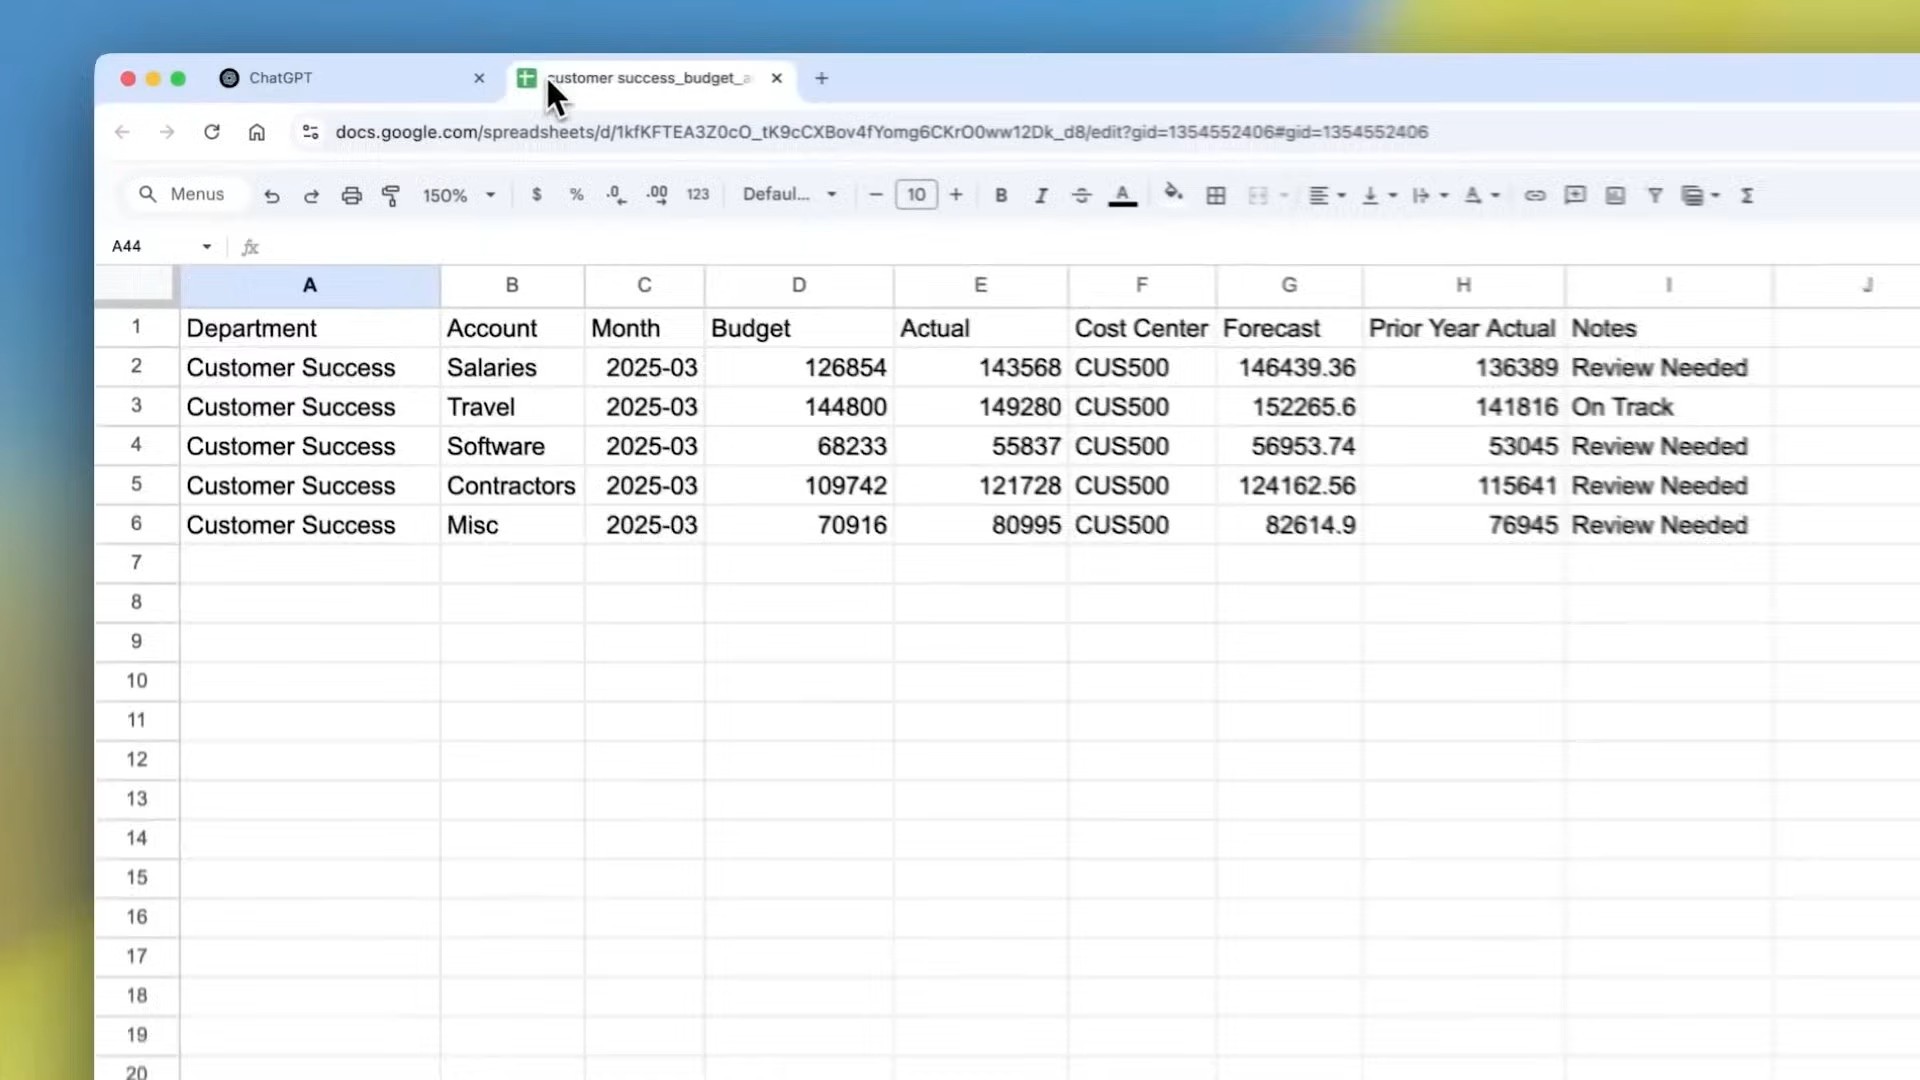 ChatGPT
customer success_budget_a
docs.google.com/spreadsheets/d/1kfKFTEA3Z0cO_tK9cCXBov4fYomg6CKrO0ww12Dk_d8/edit?gid=1354552406#gid=1354552406
Menus 150% $ % .0 .00 123 Defaul... 10 B I A
A44 fx
A B C D E F G H I J
1 Department Account Month Budget Actual Cost Center Forecast Prior Year Actual Notes
2 Customer Success Salaries 2025-03 126854 143568 CUS500 146439.36 136389 Review Needed
3 Customer Success Travel 2025-03 144800 149280 CUS500 152265.6 141816 On Track
4 Customer Success Software 2025-03 68233 55837 CUS500 56953.74 53045 Review Needed
5 Customer Success Contractors 2025-03 109742 121728 CUS500 124162.56 115641 Review Needed
6 Customer Success Misc 2025-03 70916 80995 CUS500 82614.9 76945 Review Needed
7
8
9
10
11
12
13
14
15
16
17
18
19
20